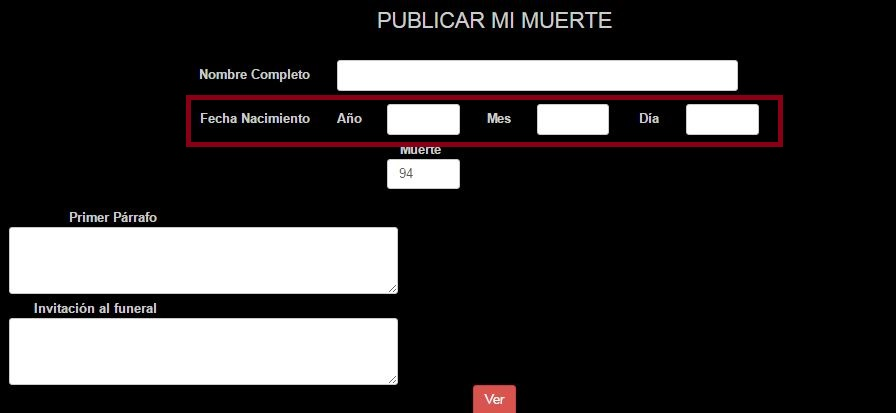 PUBLICAR MI MUERTE
Nombre Completo
Fecha Nacimiento Año Mes Día
Muerte
94
Primer Párrafo
Invitación al funeral
Ver